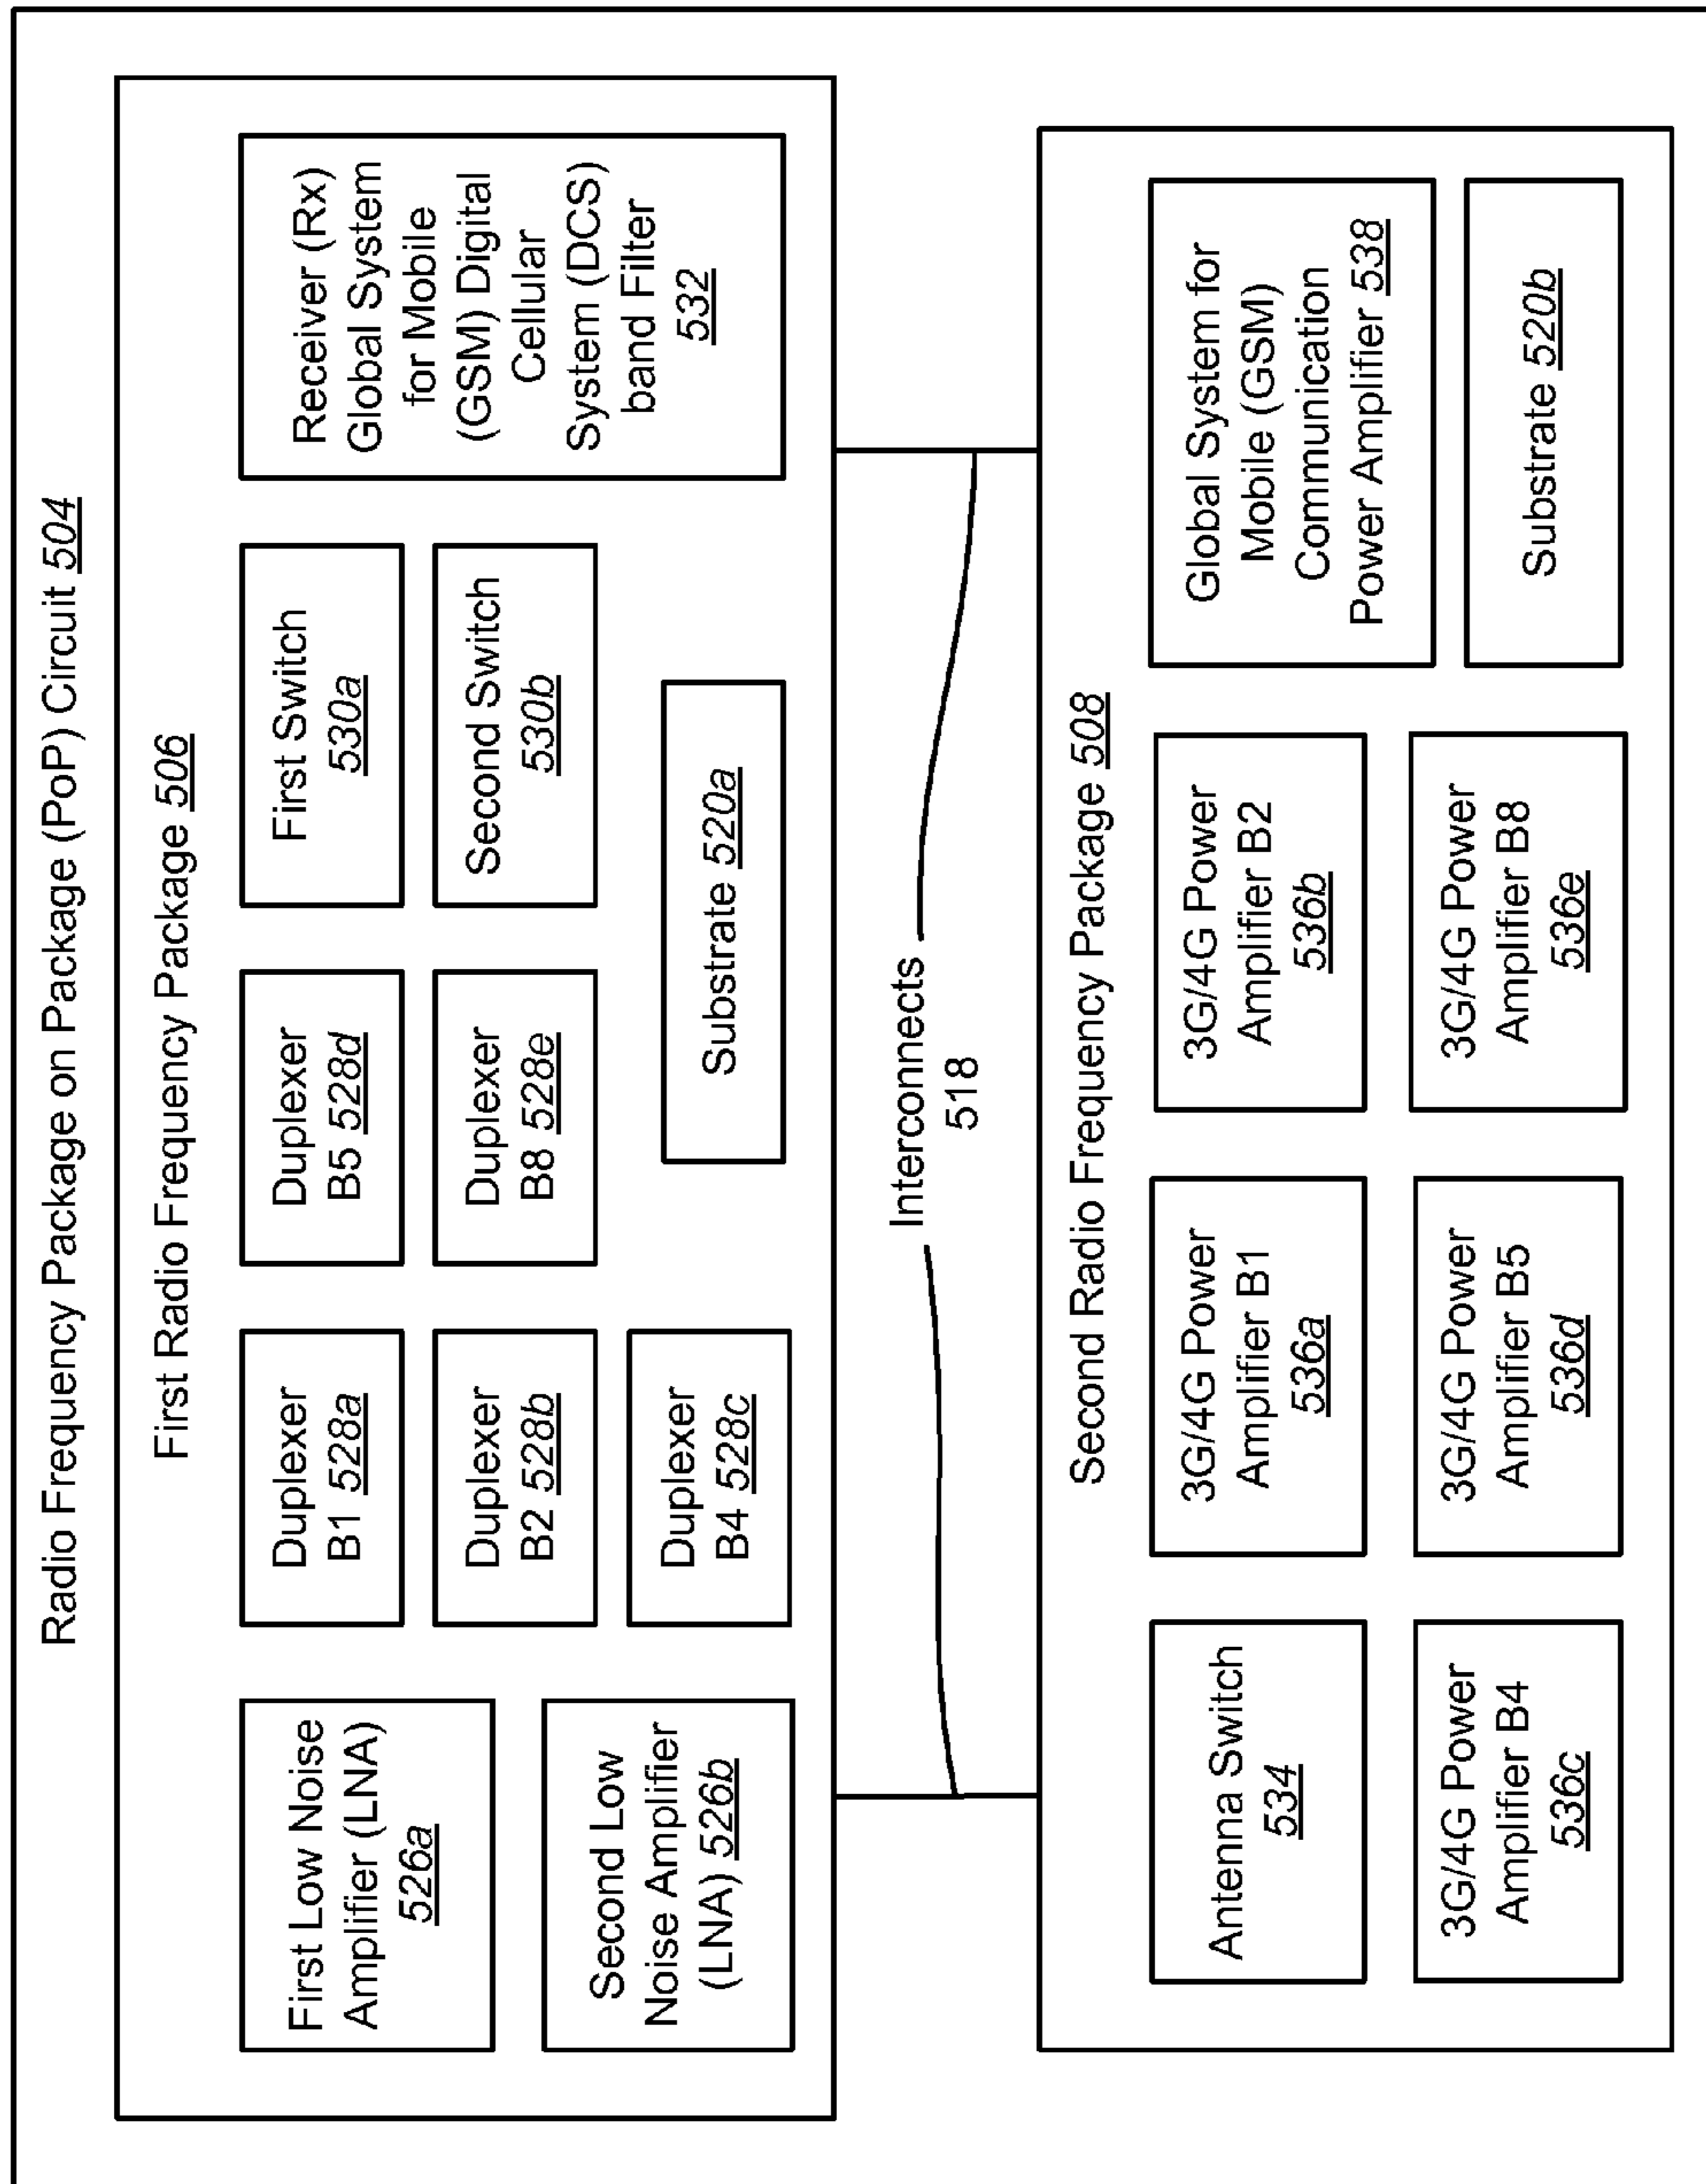 Radio Frequency Package on Package (PoP) Circuit 504
First Radio Frequency Package 506
First Low Noise
Amplifier (LNA)
526a
Second Low
Noise Amplifier
(LNA) 526b
Duplexer
B1 528a
Duplexer
B2 528b
Duplexer
B4 528c
Duplexer
B5 528d
Duplexer
B8 528e
First Switch
530a
Second Switch
530b
Substrate 520a
Receiver (Rx)
Global System
for Mobile
(GSM) Digital
Cellular
System (DCS)
band Filter
532
Interconnects
518
Second Radio Frequency Package 508
Antenna Switch
534
3G/4G Power
Amplifier B1
536a
3G/4G Power
Amplifier B2
536b
Global System for
Mobile (GSM)
Communication
Power Amplifier 538
3G/4G Power
Amplifier B4
536c
3G/4G Power
Amplifier B5
536d
3G/4G Power
Amplifier B8
536e
Substrate 520b